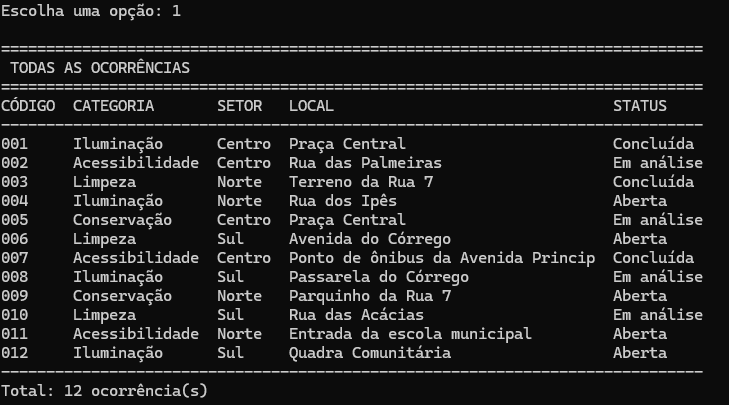 Escolha uma opção: 1
==============================================================================
TODAS AS OCORRÊNCIAS
==============================================================================
CÓDIGO  CATEGORIA       SETOR   LOCAL                               STATUS
------------------------------------------------------------------------------
001     Iluminação      Centro  Praça Central                       Concluída
002     Acessibilidade  Centro  Rua das Palmeiras                   Em análise
003     Limpeza         Norte   Terreno da Rua 7                    Concluída
004     Iluminação      Norte   Rua dos Ipês                        Aberta
005     Conservação     Centro  Praça Central                       Em análise
006     Limpeza         Sul     Avenida do Córrego                  Aberta
007     Acessibilidade  Centro  Ponto de ônibus da Avenida Princip  Concluída
008     Iluminação      Sul     Passarela do Córrego                Em análise
009     Conservação     Norte   Parquinho da Rua 7                  Aberta
010     Limpeza         Sul     Rua das Acácias                     Em análise
011     Acessibilidade  Norte   Entrada da escola municipal         Aberta
012     Iluminação      Sul     Quadra Comunitária                  Aberta
------------------------------------------------------------------------------
Total: 12 ocorrência(s)